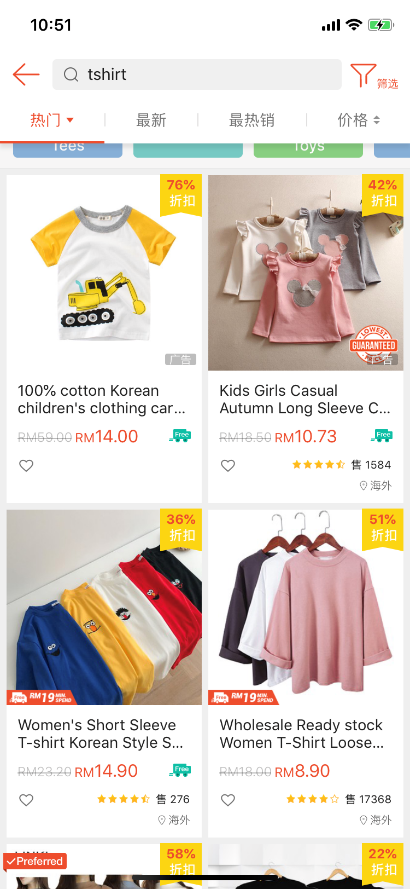 10:51
tshirt
筛选
热门
最新
最热销
价格
Tees
Toys
76%
折扣
广告
100% cotton Korean
children's clothing car...
RM59.00 RM14.00
Free
42%
折扣
LOWEST
GUARANTEED
Kids Girls Casual
Autumn Long Sleeve C...
RM18.50 RM10.73
Free
售 1584
海外
36%
折扣
Free
RM19 MIN. SPEND
Women's Short Sleeve
T-shirt Korean Style S...
RM23.20 RM14.90
Free
售 276
海外
51%
折扣
Free
RM19 MIN. SPEND
Wholesale Ready stock
Women T-Shirt Loose...
RM18.00 RM8.90
售 17368
海外
Preferred
58%
折扣
22%
折扣